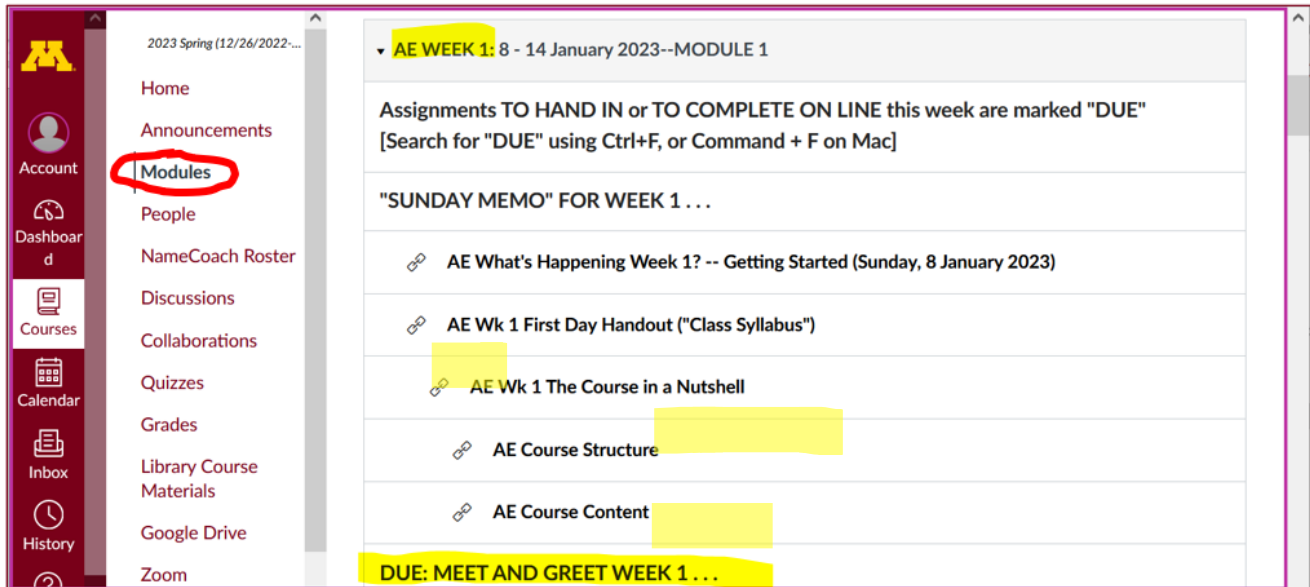 M
Account
Dashboar
d
Courses
Calendar
Inbox
History
2023 Spring (12/26/2022-...
Home
Announcements
Modules
People
NameCoach Roster
Discussions
Collaborations
Quizzes
Grades
Library Course
Materials
Google Drive
Zoom
AE WEEK 1: 8 - 14 January 2023--MODULE 1
Assignments TO HAND IN or TO COMPLETE ON LINE this week are marked "DUE"
[Search for "DUE" using Ctrl+F, or Command + F on Mac]
"SUNDAY MEMO" FOR WEEK 1 . . .
AE What's Happening Week 1? -- Getting Started (Sunday, 8 January 2023)
AE Wk 1 First Day Handout ("Class Syllabus")
AE Wk 1 The Course in a Nutshell
AE Course Structure
AE Course Content
DUE: MEET AND GREET WEEK 1 . . .